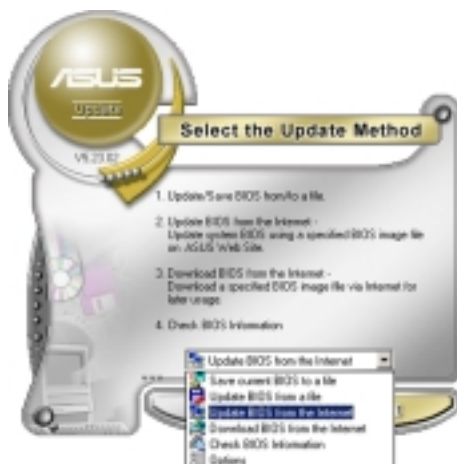 ASUS
Update
Select the Update Method
1. Update/Save BIOS from/to a file.
2. Update BIOS from the Internet -
Update system BIOS using a specified BIOS image file
on ASUS Web Site.
3. Download BIOS from the Internet -
Download a specified BIOS image file via Internet for
later usage.
4. Check BIOS Information
Update BIOS from the Internet
Save current BIOS to a file
Update BIOS from a file
Update BIOS from the Internet
Download BIOS from the Internet
Check BIOS Information
Options